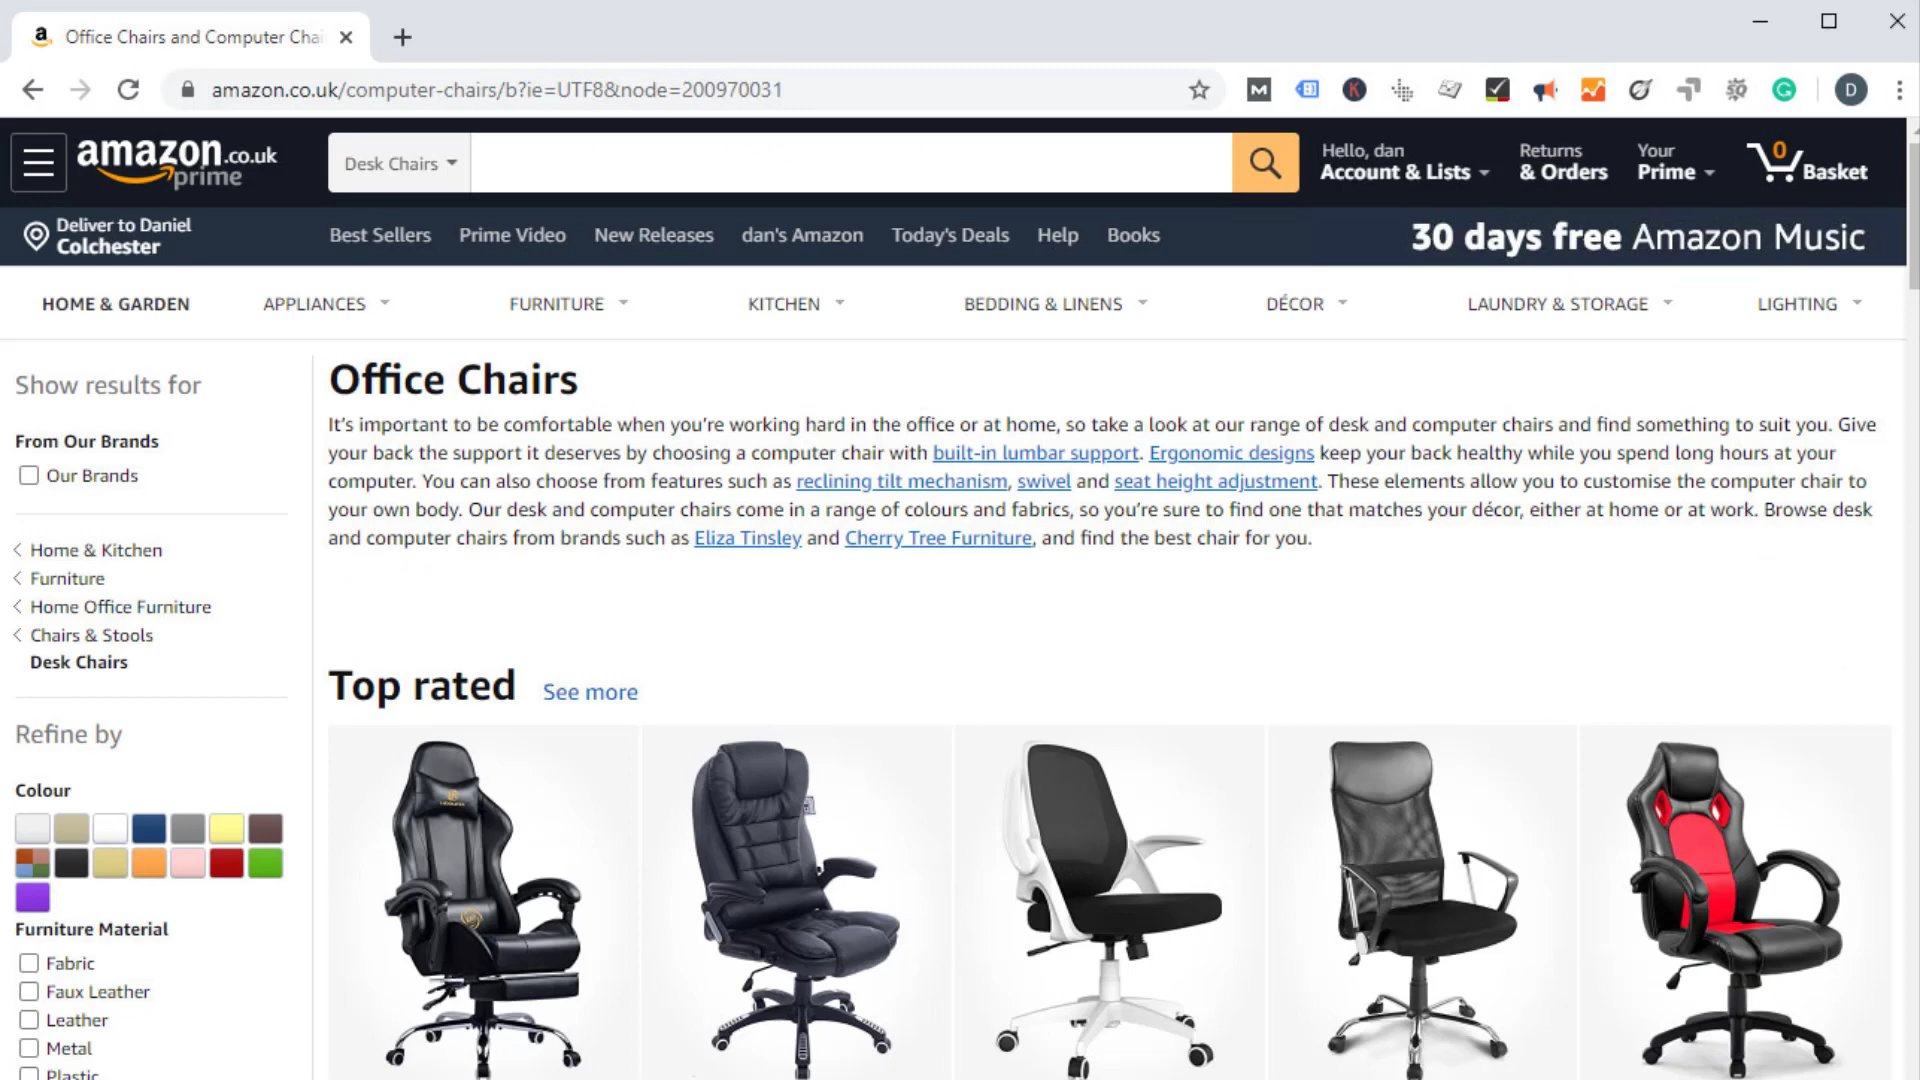 Office Chairs and Computer Chai
amazon.co.uk/computer-chairs/b?ie=UTF8&node=200970031
D
amazon.co.uk
prime
Desk Chairs
Hello, dan
Account & Lists
Returns
& Orders
Your
Prime
0
Basket
Deliver to Daniel
Colchester
Best Sellers
Prime Video
New Releases
dan's Amazon
Today's Deals
Help
Books
30 days free Amazon Music
HOME & GARDEN
APPLIANCES
FURNITURE
KITCHEN
BEDDING & LINENS
DÉCOR
LAUNDRY & STORAGE
LIGHTING
Show results for
From Our Brands
Our Brands
Home & Kitchen
Furniture
Home Office Furniture
Chairs & Stools
Desk Chairs
Refine by
Colour
Furniture Material
Fabric
Faux Leather
Leather
Metal
Plastic
Office Chairs
It's important to be comfortable when you're working hard in the office or at home, so take a look at our range of desk and computer chairs and find something to suit you. Give
your back the support it deserves by choosing a computer chair with built-in lumbar support. Ergonomic designs keep your back healthy while you spend long hours at your
computer. You can also choose from features such as reclining tilt mechanism, swivel and seat height adjustment. These elements allow you to customise the computer chair to
your own body. Our desk and computer chairs come in a range of colours and fabrics, so you're sure to find one that matches your décor, either at home or at work. Browse desk
and computer chairs from brands such as Eliza Tinsley and Cherry Tree Furniture, and find the best chair for you.
Top rated
See more